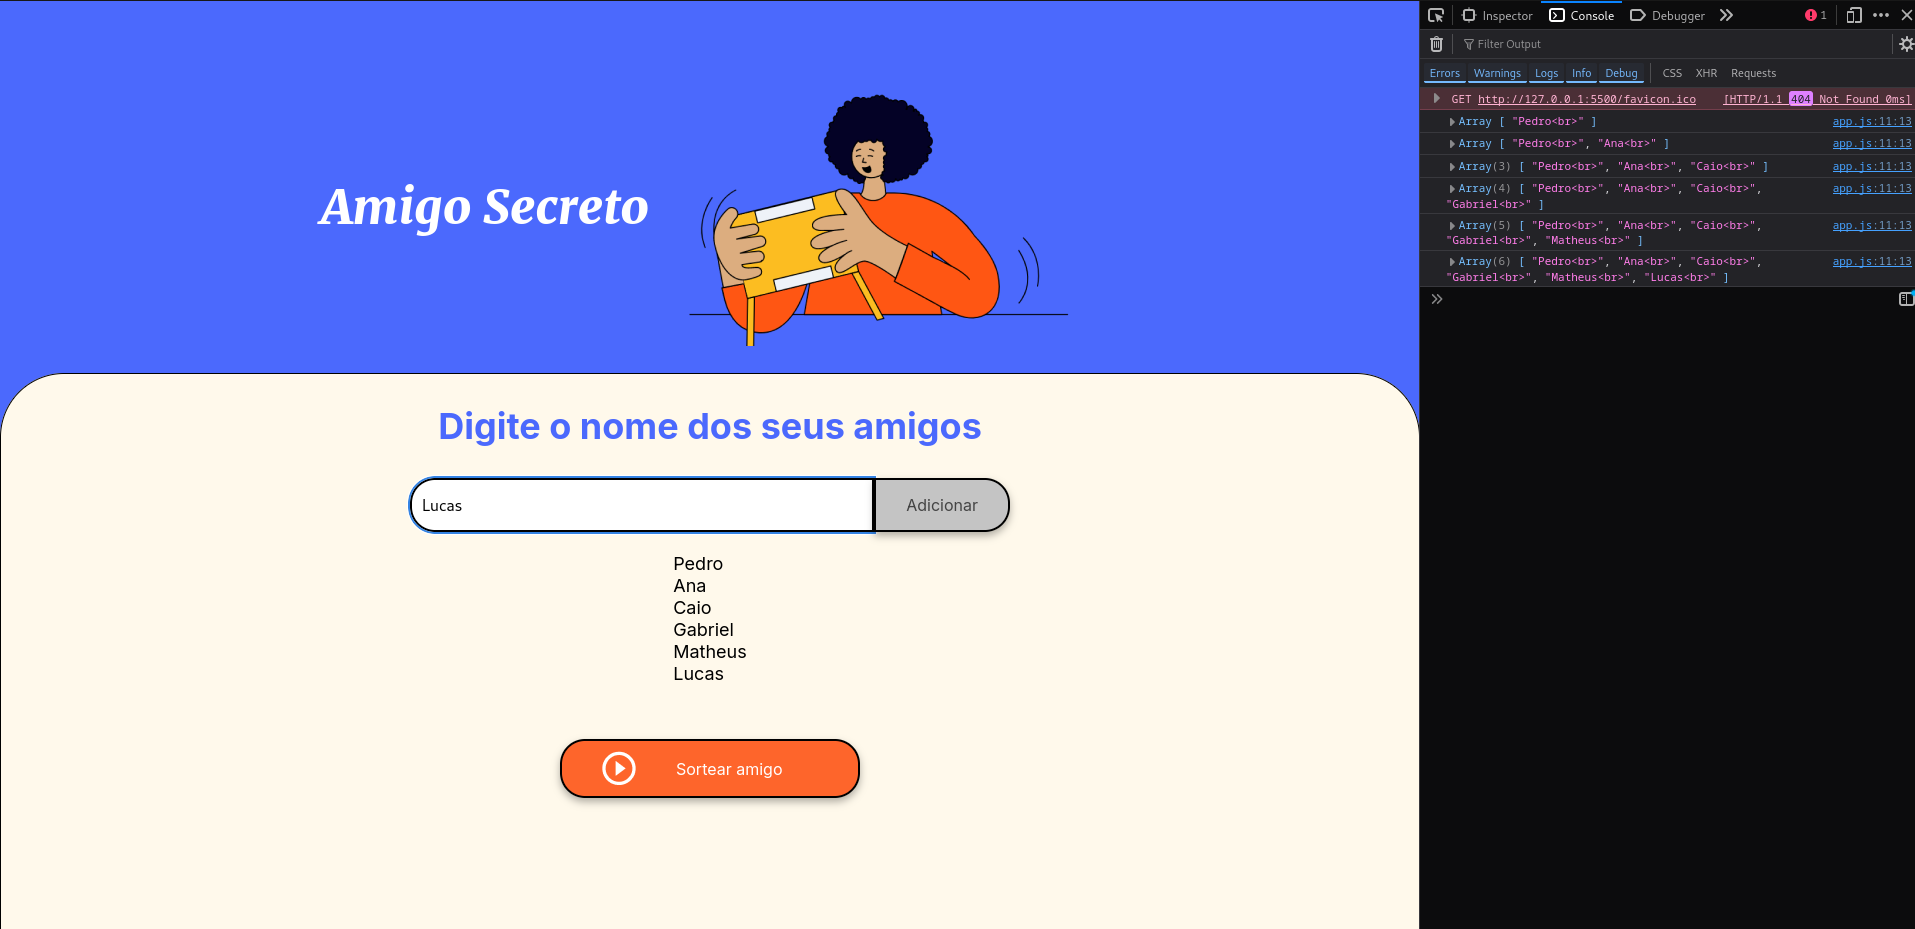 Amigo Secreto
Digite o nome dos seus amigos
Lucas
Adicionar
Pedro
Ana
Caio
Gabriel
Matheus
Lucas
Sortear amigo
Inspector Console Debugger 1
Filter Output
Errors Warnings Logs Info Debug CSS XHR Requests
GET http://127.0.0.1:5500/favicon.ico [HTTP/1.1 404 Not Found 0ms]
Array [ "Pedro<br>" ] app.js:11:13
Array [ "Pedro<br>", "Ana<br>" ] app.js:11:13
Array(3) [ "Pedro<br>", "Ana<br>", "Caio<br>" ] app.js:11:13
Array(4) [ "Pedro<br>", "Ana<br>", "Caio<br>", app.js:11:13
"Gabriel<br>" ]
Array(5) [ "Pedro<br>", "Ana<br>", "Caio<br>", app.js:11:13
"Gabriel<br>", "Matheus<br>" ]
Array(6) [ "Pedro<br>", "Ana<br>", "Caio<br>", app.js:11:13
"Gabriel<br>", "Matheus<br>", "Lucas<br>" ]